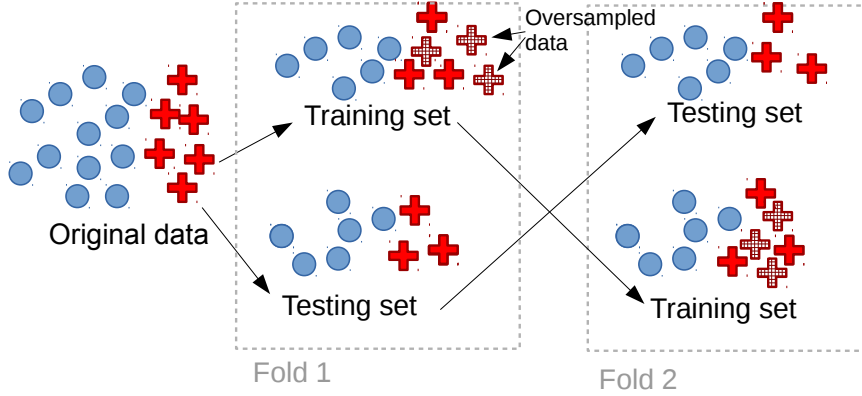 Oversampled
data
Original data
Training set
Testing set
Fold 1
Testing set
Training set
Fold 2